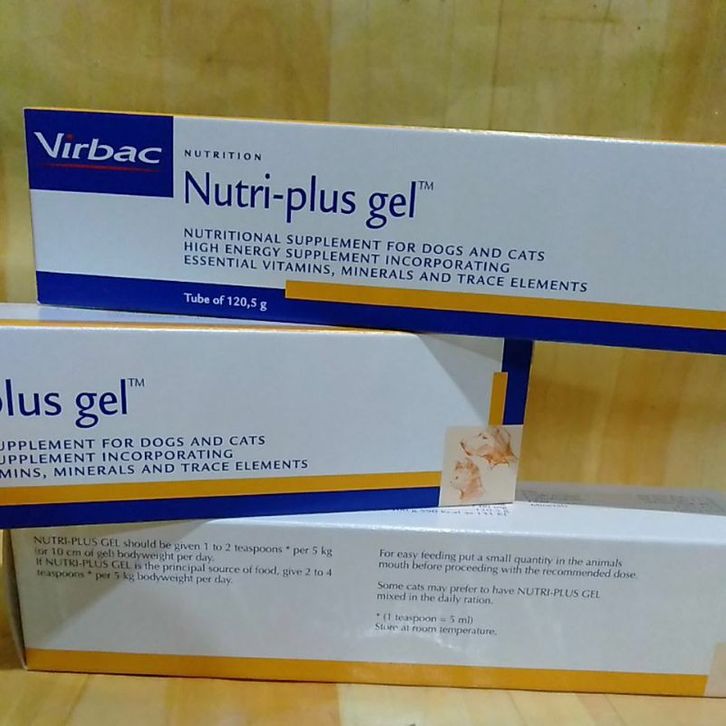 Virbac
NUTRITION
Nutri-plus gel™
NUTRITIONAL SUPPLEMENT FOR DOGS AND CATS
HIGH ENERGY SUPPLEMENT INCORPORATING
ESSENTIAL VITAMINS, MINERALS AND TRACE ELEMENTS
Tube of 120,5 g
plus gel™
UPPLEMENT FOR DOGS AND CATS
UPPLEMENT INCORPORATING
MINS, MINERALS AND TRACE ELEMENTS
NUTRI-PLUS GEL should be given 1 to 2 teaspoons * per 5 kg
(or 10 cm of gel) bodyweight per day.
If NUTRI-PLUS GEL is the principal source of food, give 2 to 4
teaspoons * per 5 kg bodyweight per day.
For easy feeding put a small quantity in the animals
mouth before proceeding with the recommended dose.
Some cats may prefer to have NUTRI-PLUS GEL
mixed in the daily ration.
* (1 teaspoon = 5 ml)
Store at room temperature.